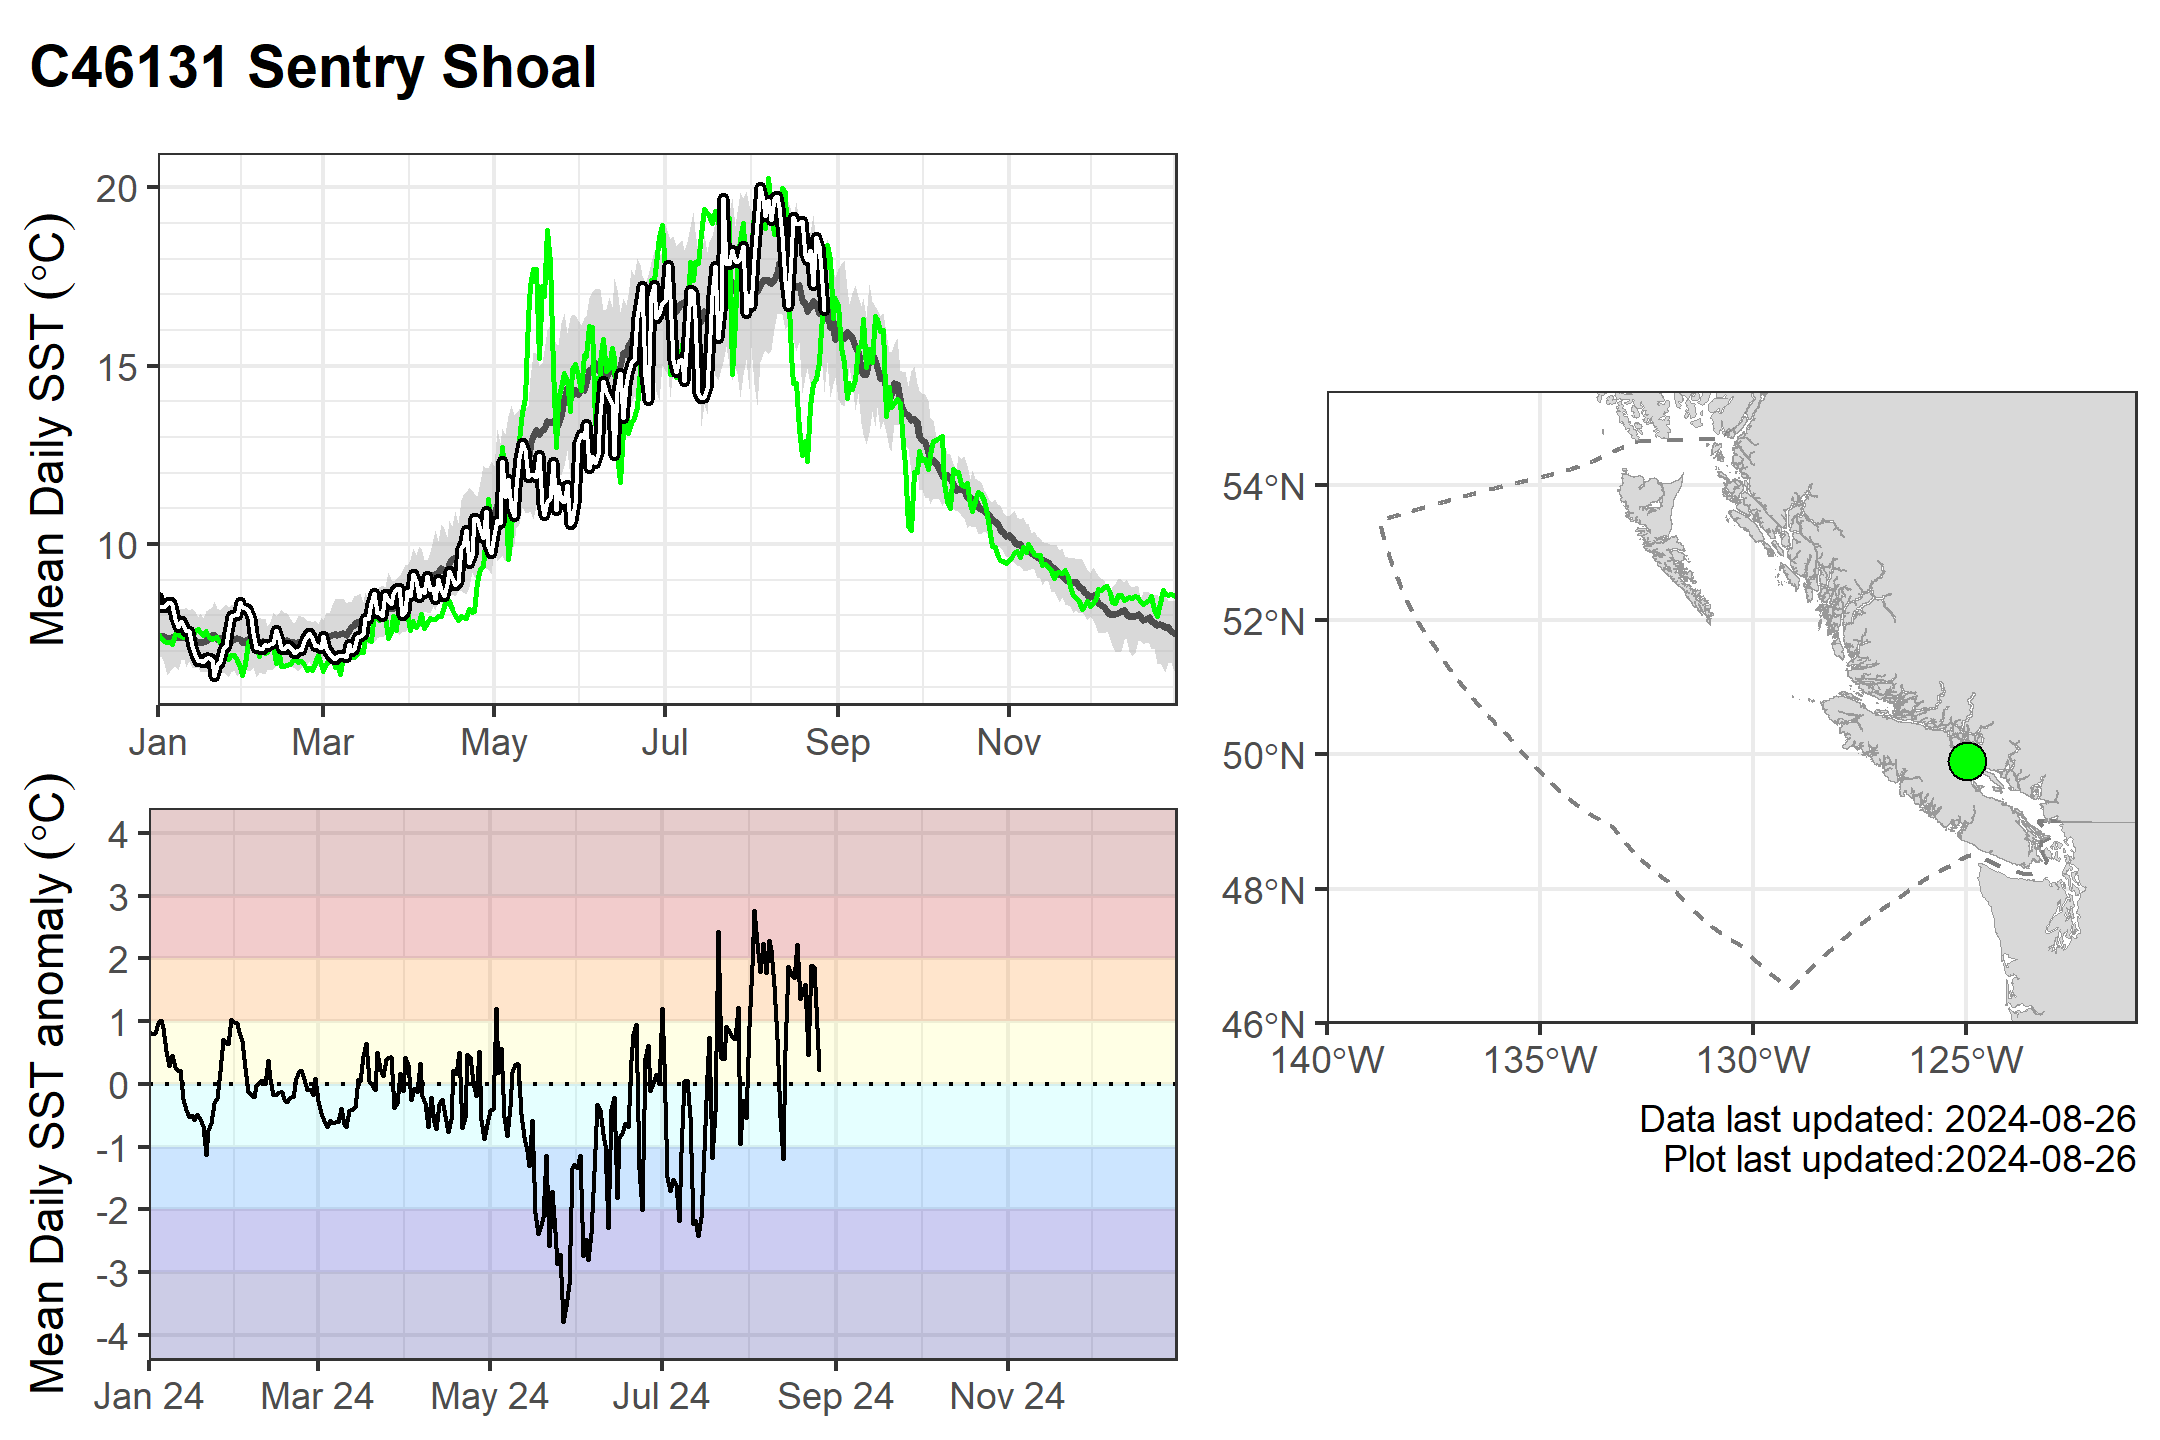 C46131 Sentry Shoal
Mean Daily SST (°C)
20
15
10
Jan Mar May Jul Sep Nov
Mean Daily SST anomaly (°C)
4
3
2
1
0
-1
-2
-3
-4
Jan 24 Mar 24 May 24 Jul 24 Sep 24 Nov 24
54°N
52°N
50°N
48°N
46°N
140°W 135°W 130°W 125°W
Data last updated: 2024-08-26
Plot last updated:2024-08-26